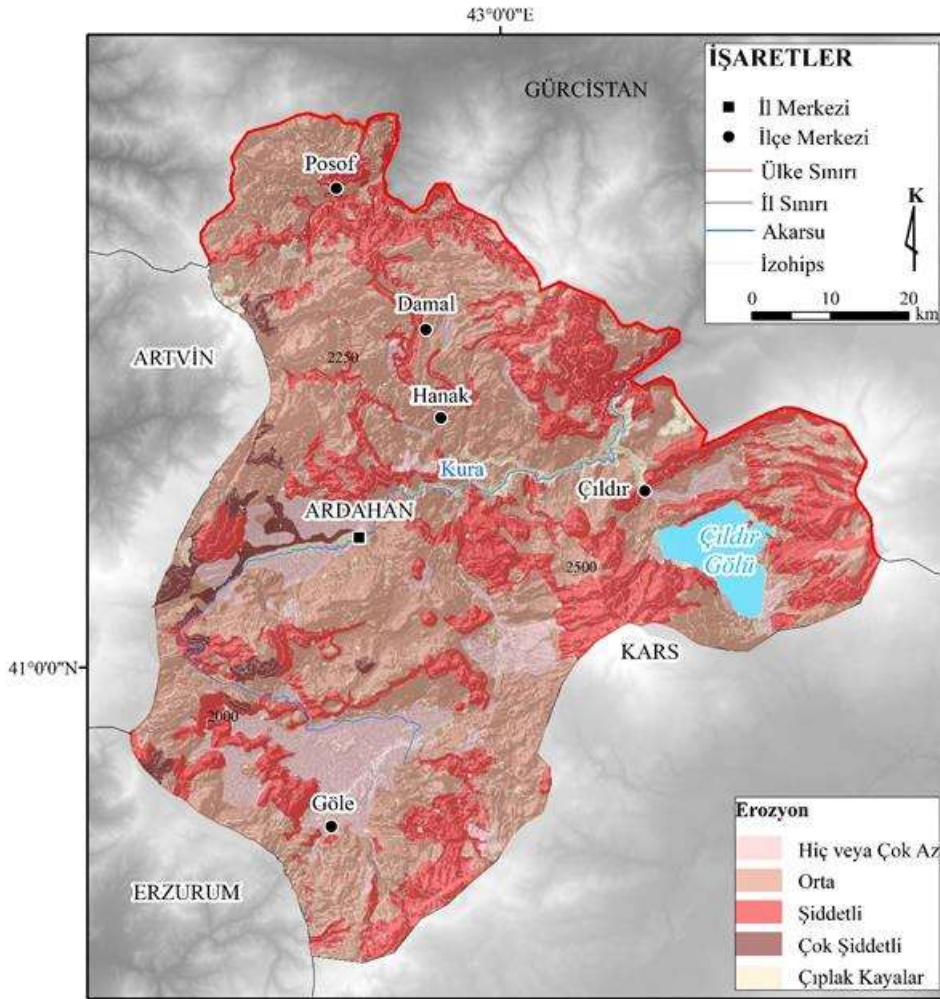 43°0'0"E
İŞARETLER
İl Merkezi
İlçe Merkezi
Ülke Sınırı
İl Sınırı
Akarsu
İzohips
K
0 10 20
km
GÜRCİSTAN
Posof
Damal
ARTVİN
2250
Hanak
Kura
Çıldır
ARDAHAN
Çıldır
Gölü
2500
KARS
41°0'0"N
2000
Göle
ERZURUM
Erozyon
Hiç veya Çok Az
Orta
Şiddetli
Çok Şiddetli
Çıplak Kayalar